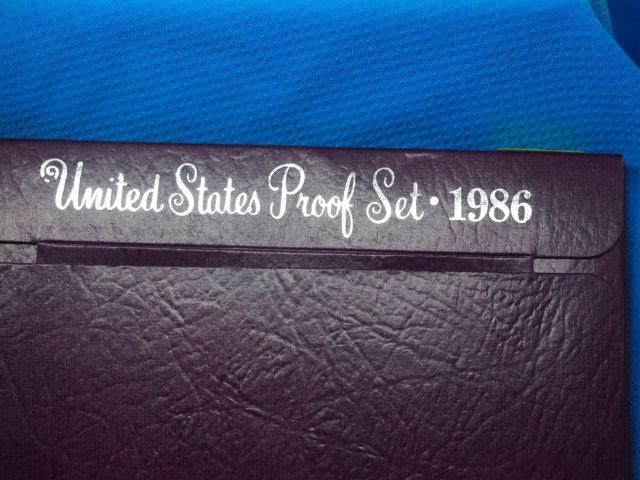 United States Proof Set • 1986